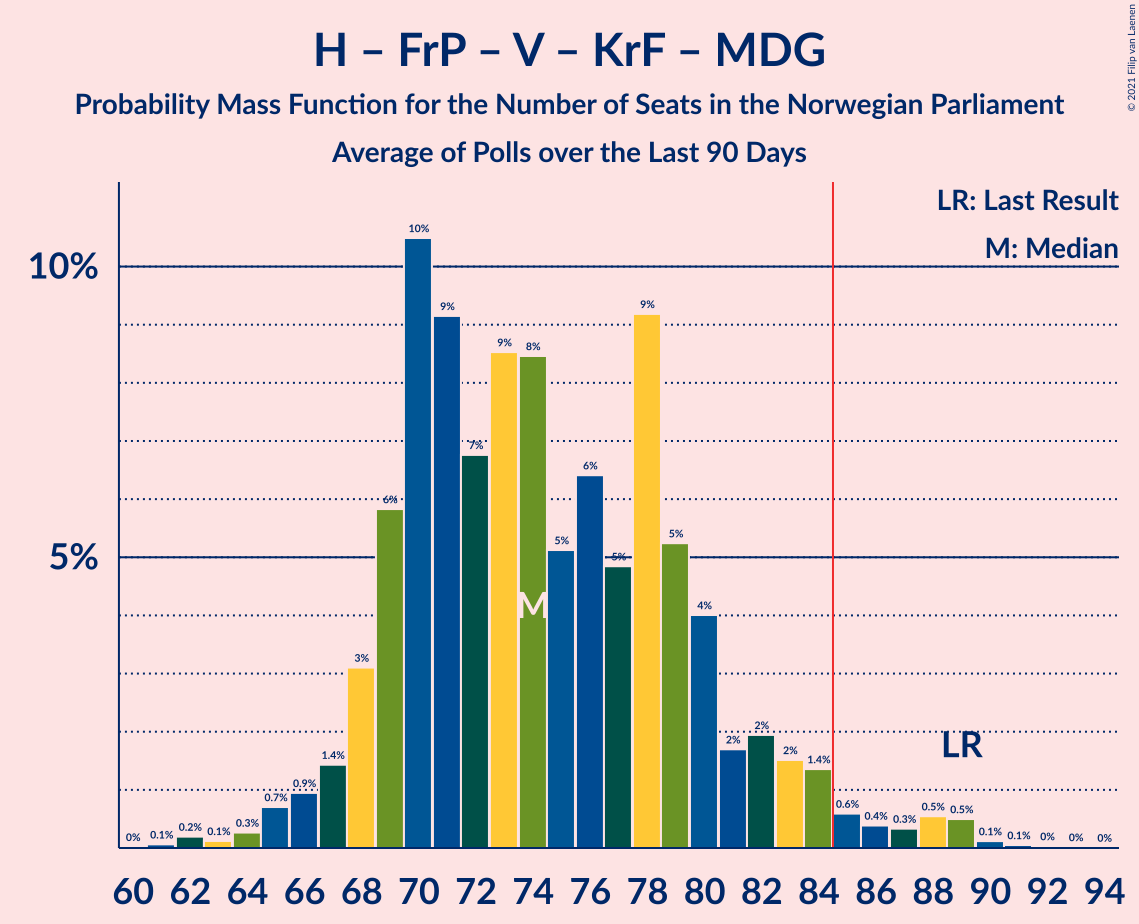 H – FrP – V – KrF – MDG
Probability Mass Function for the Number of Seats in the Norwegian Parliament
Average of Polls over the Last 90 Days
© 2021 Filip van Laenen
LR: Last Result
M: Median
10%
5%
0% 0.1% 0.2% 0.1% 0.3% 0.7% 0.9% 1.4% 3% 6% 10% 9% 7% 9% 8% 5% 6% 5% 9% 5% 4% 2% 2% 2% 1.4% 0.6% 0.4% 0.3% 0.5% 0.5% 0.1% 0.1% 0% 0% 0%
M
LR
60 62 64 66 68 70 72 74 76 78 80 82 84 86 88 90 92 94